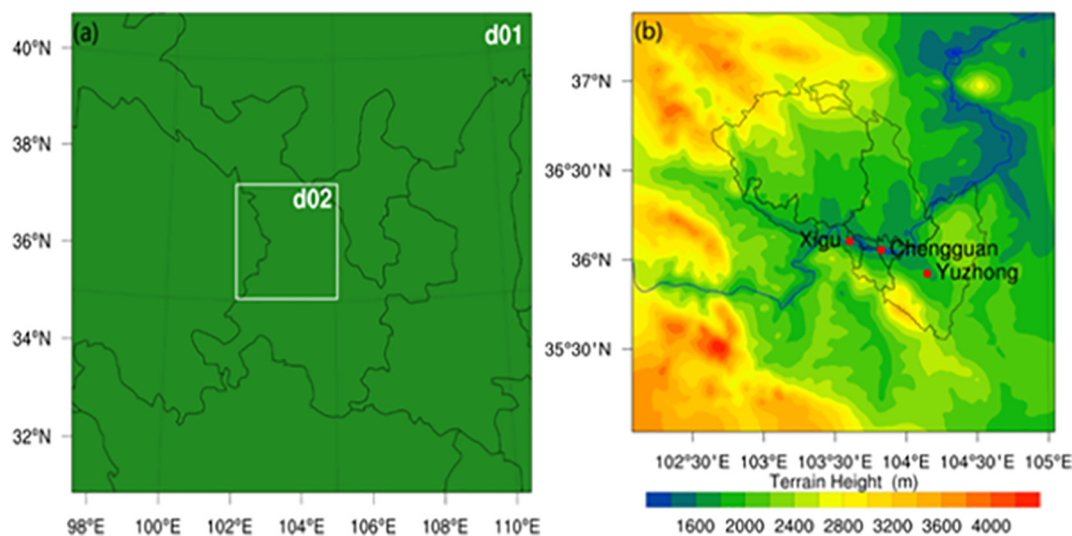 (a)
d01
d02
40°N
38°N
36°N
34°N
32°N
98°E 100°E 102°E 104°E 106°E 108°E 110°E
(b)
37°N
36°30'N
36°N
35°30'N
Xigu
Chengguan
Yuzhong
102°30'E 103°E 103°30'E 104°E 104°30'E 105°E
Terrain Height (m)
1600 2000 2400 2800 3200 3600 4000